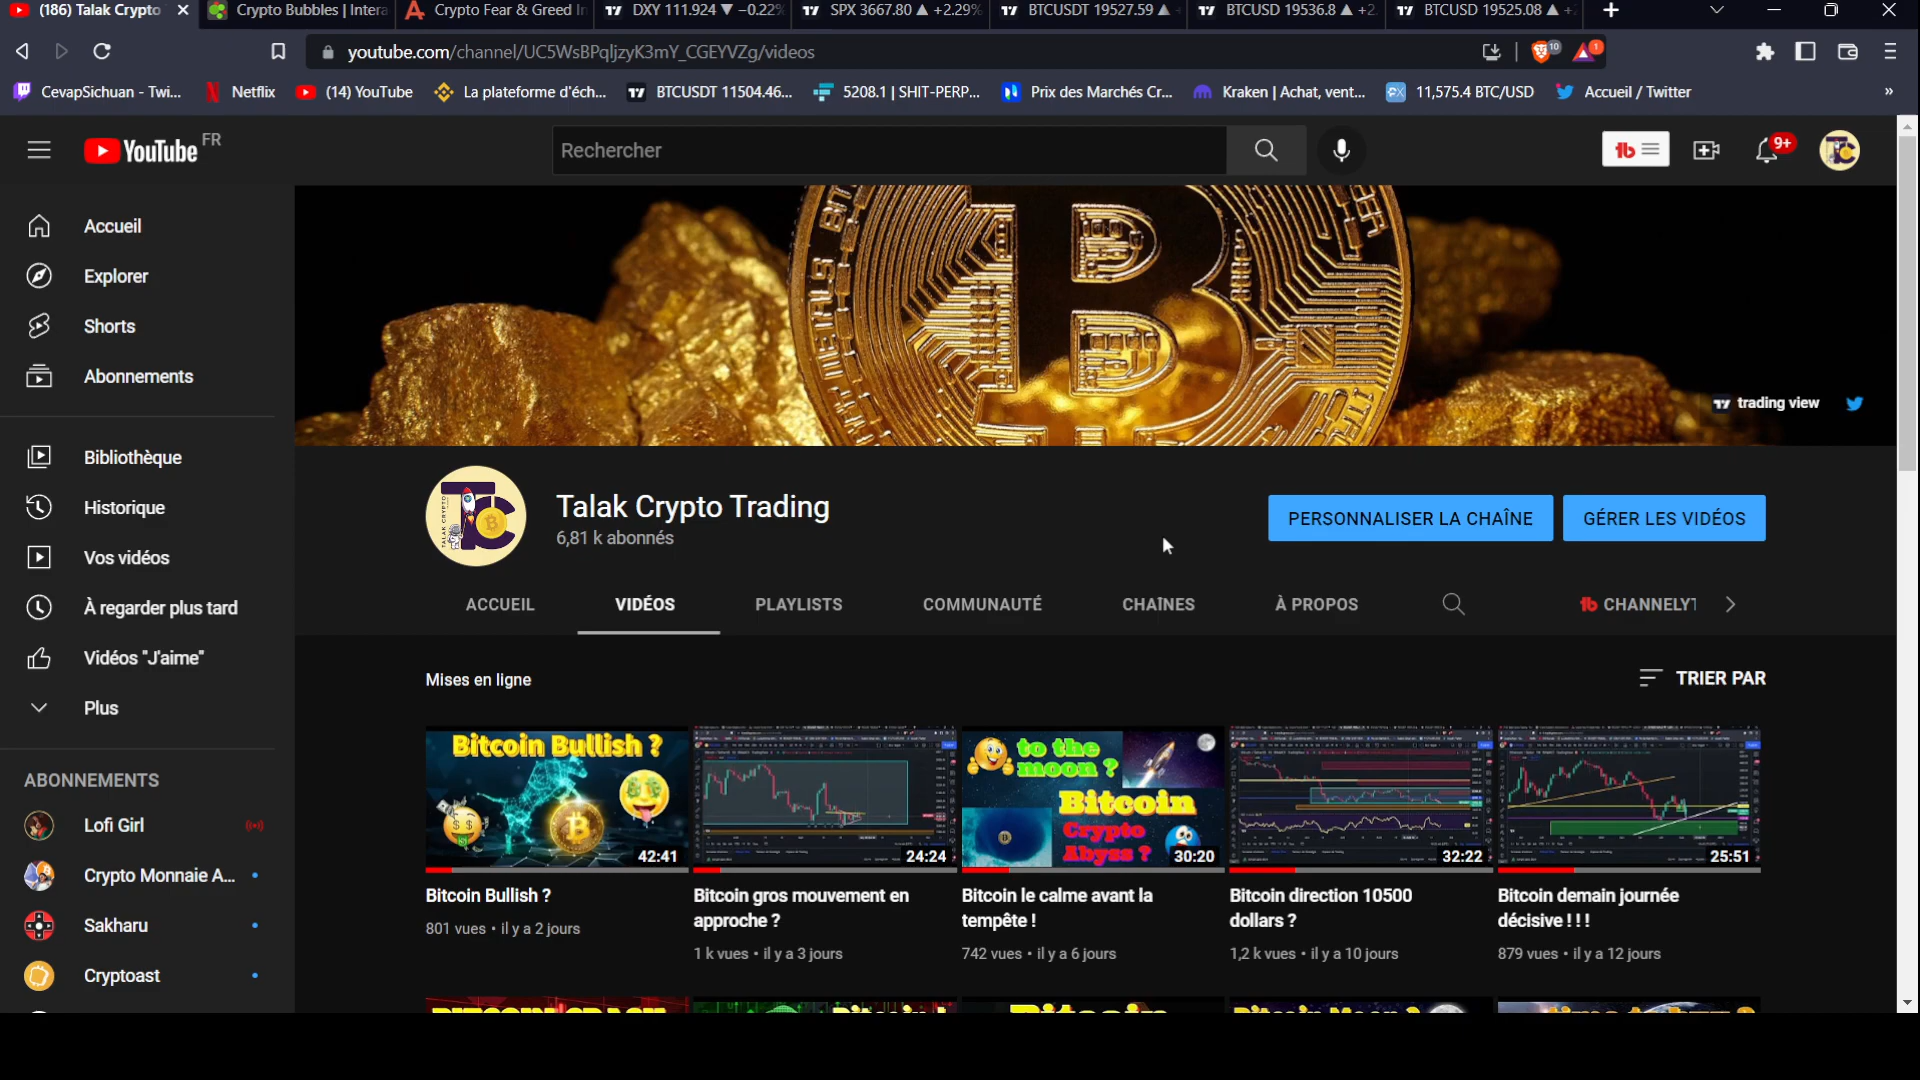 (186) Talak Crypto
Crypto Bubbles | Intera
Crypto Fear & Greed In
DXY 111.924 ▼ −0.22%
SPX 3667.80 ▲ +2.29%
BTCUSDT 19527.59 ▲
BTCUSD 19536.8 ▲ +2.
BTCUSD 19525.08 ▲ +
youtube.com/channel/UC5WsBPqljzyK3mY_CGEYVZg/videos
10
1
CevapSichuan - Twi...
Netflix
(14) YouTube
La plateforme d'éch...
BTCUSDT 11504.46...
5208.1 | SHIT-PERP...
Prix des Marchés Cr...
Kraken | Achat, vent...
11,575.4 BTC/USD
Accueil / Twitter
»
YouTube FR
Rechercher
9+
Accueil
Explorer
Shorts
Abonnements
trading view
Bibliothèque
Historique
Vos vidéos
À regarder plus tard
Vidéos "J'aime"
Plus
ABONNEMENTS
Lofi Girl
Crypto Monnaie A...
Sakharu
Cryptoast
TALAK CRYPTO
Talak Crypto Trading
6,81 k abonnés
PERSONNALISER LA CHAÎNE
GÉRER LES VIDÉOS
ACCUEIL
VIDÉOS
PLAYLISTS
COMMUNAUTÉ
CHAÎNES
À PROPOS
CHANNELYT
Mises en ligne
TRIER PAR
Bitcoin Bullish ?
42:41
24:24
to the
moon ?
Bitcoin
Crypto
Abyss ?
30:20
32:22
25:51
Bitcoin Bullish ?
801 vues • il y a 2 jours
Bitcoin gros mouvement en
approche ?
1 k vues • il y a 3 jours
Bitcoin le calme avant la
tempête !
742 vues • il y a 6 jours
Bitcoin direction 10500
dollars ?
1,2 k vues • il y a 10 jours
Bitcoin demain journée
décisive ! ! !
879 vues • il y a 12 jours